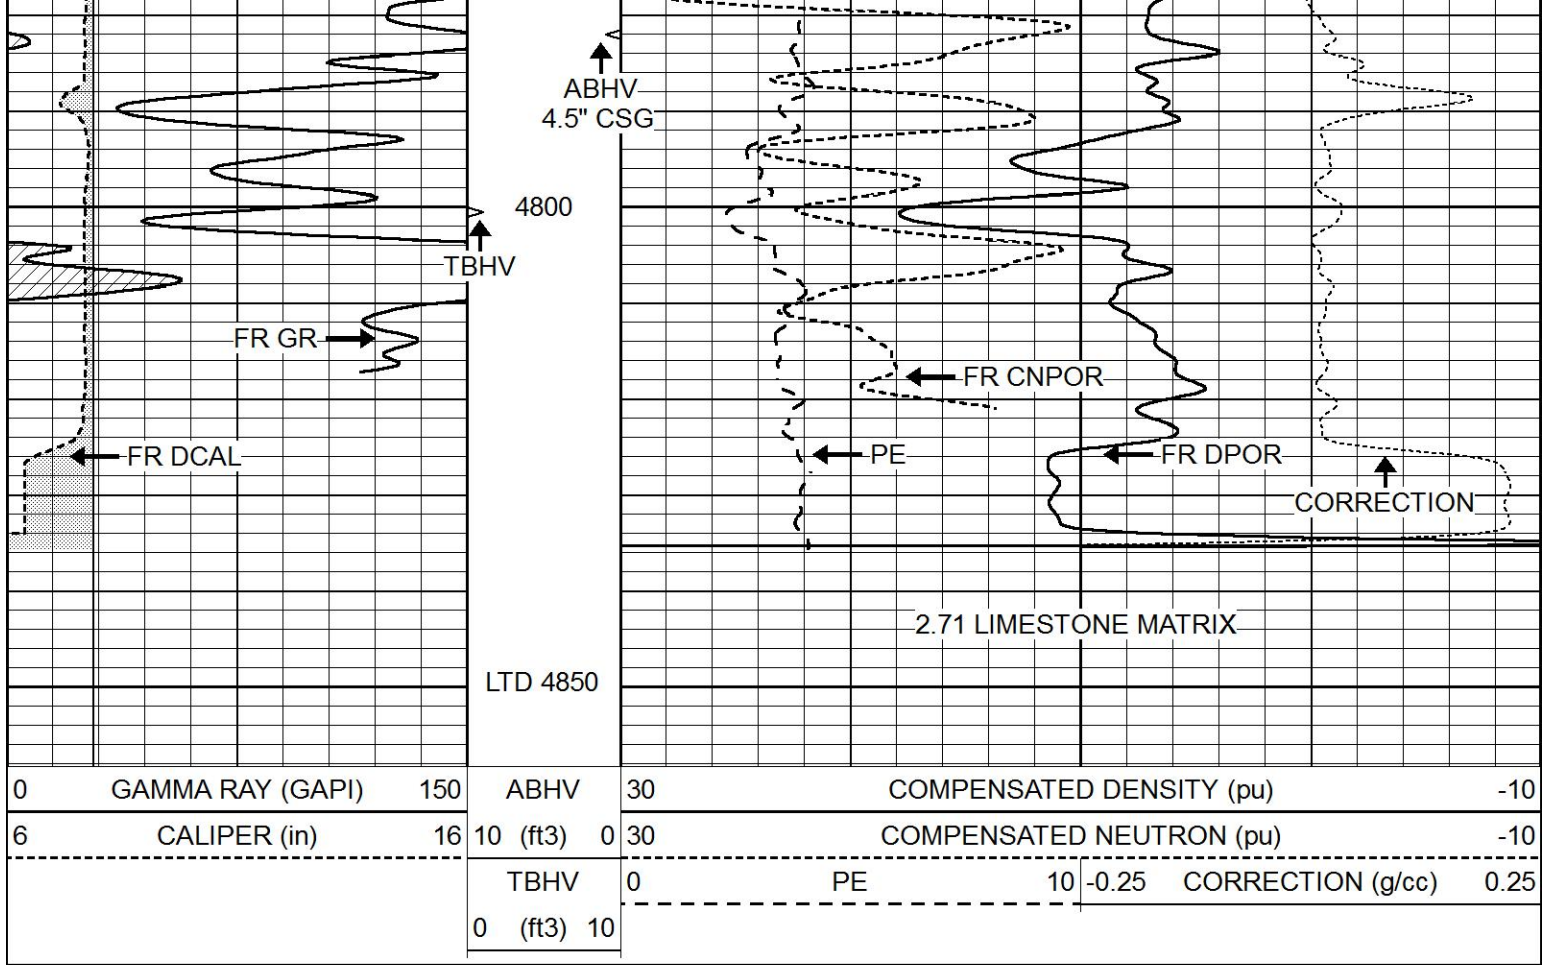 ABHV
4.5" CSG
4800
TBHV
FR GR
FR CNPOR
FR DCAL
PE
FR DPOR
CORRECTION
2.71 LIMESTONE MATRIX
LTD 4850
0 GAMMA RAY (GAPI) 150 ABHV 30 COMPENSATED DENSITY (pu) -10
6 CALIPER (in) 16 10 (ft3) 0 30 COMPENSATED NEUTRON (pu) -10
TBHV 0 PE 10 -0.25 CORRECTION (g/cc) 0.25
0 (ft3) 10